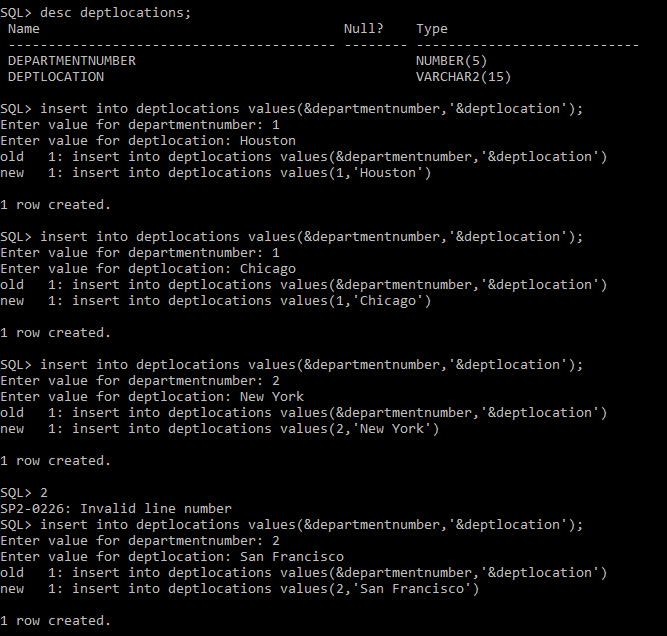 SQL> desc deptlocations;
Name Null? Type
----------------------------------------- -------- ----------------------------
DEPARTMENTNUMBER NUMBER(5)
DEPTLOCATION VARCHAR2(15)
SQL> insert into deptlocations values(&departmentnumber,'&deptlocation');
Enter value for departmentnumber: 1
Enter value for deptlocation: Houston
old 1: insert into deptlocations values(&departmentnumber,'&deptlocation')
new 1: insert into deptlocations values(1,'Houston')
1 row created.
SQL> insert into deptlocations values(&departmentnumber,'&deptlocation');
Enter value for departmentnumber: 1
Enter value for deptlocation: Chicago
old 1: insert into deptlocations values(&departmentnumber,'&deptlocation')
new 1: insert into deptlocations values(1,'Chicago')
1 row created.
SQL> insert into deptlocations values(&departmentnumber,'&deptlocation');
Enter value for departmentnumber: 2
Enter value for deptlocation: New York
old 1: insert into deptlocations values(&departmentnumber,'&deptlocation')
new 1: insert into deptlocations values(2,'New York')
1 row created.
SQL> 2
SP2-0226: Invalid line number
SQL> insert into deptlocations values(&departmentnumber,'&deptlocation');
Enter value for departmentnumber: 2
Enter value for deptlocation: San Francisco
old 1: insert into deptlocations values(&departmentnumber,'&deptlocation')
new 1: insert into deptlocations values(2,'San Francisco')
1 row created.